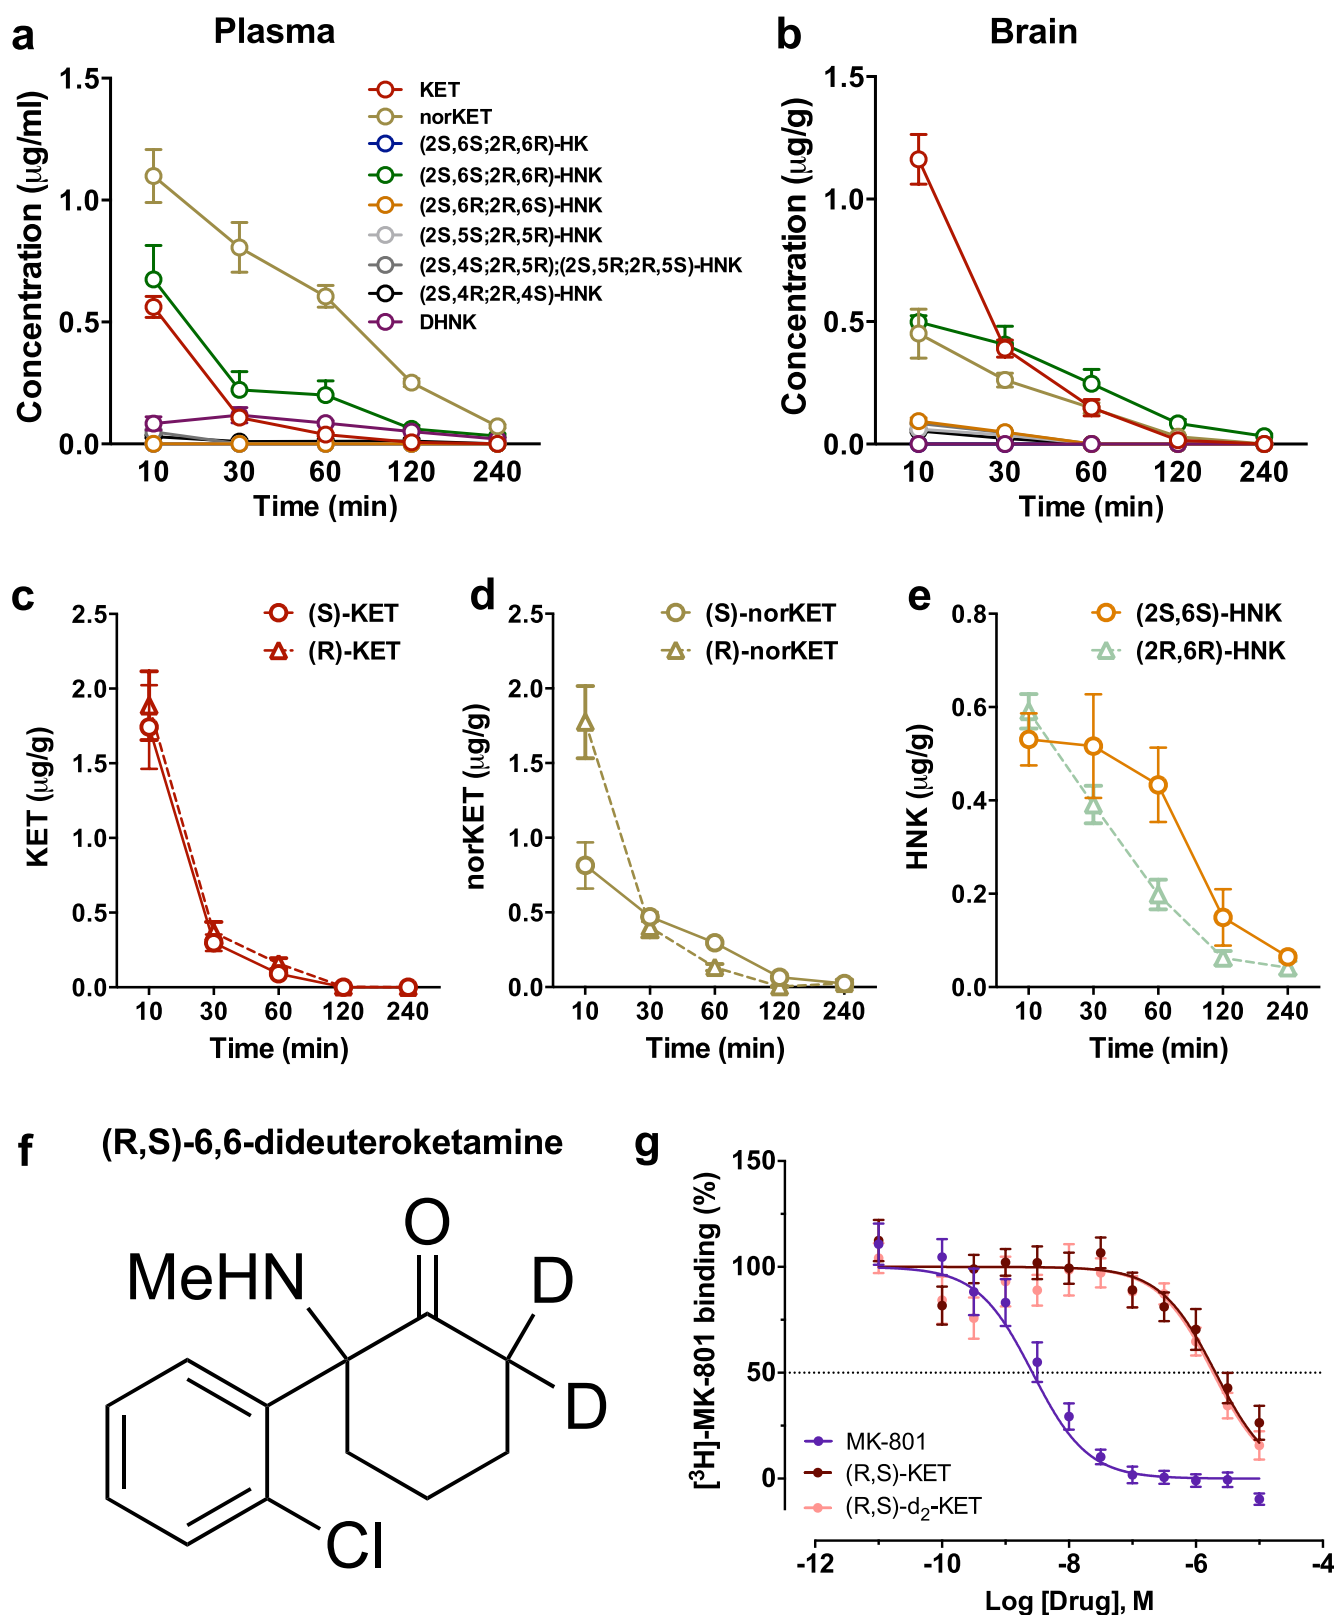 a Plasma
1.5
1.0
0.5
0.0
Concentration (μg/ml)
10 30 60 120 240
Time (min)
KET
norKET
(2S,6S;2R,6R)-HK
(2S,6S;2R,6R)-HNK
(2S,6R;2R,6S)-HNK
(2S,5S;2R,5R)-HNK
(2S,4S;2R,5R);(2S,5R;2R,5S)-HNK
(2S,4R;2R,4S)-HNK
DHNK
b Brain
1.5
1.0
0.5
0.0
Concentration (μg/g)
10 30 60 120 240
Time (min)
c
(S)-KET
(R)-KET
2.5
2.0
1.5
1.0
0.5
0.0
KET (μg/g)
10 30 60 120 240
Time (min)
d
(S)-norKET
(R)-norKET
2.5
2.0
1.5
1.0
0.5
0.0
norKET (μg/g)
10 30 60 120 240
Time (min)
e
(2S,6S)-HNK
(2R,6R)-HNK
0.8
0.6
0.4
0.2
0.0
HNK (μg/g)
10 30 60 120 240
Time (min)
f (R,S)-6,6-dideuteroketamine
O
MeHN
D
D
Cl
g
150
100
50
0
[³H]-MK-801 binding (%)
MK-801
(R,S)-KET
(R,S)-d₂-KET
-12 -10 -8 -6 -4
Log [Drug], M